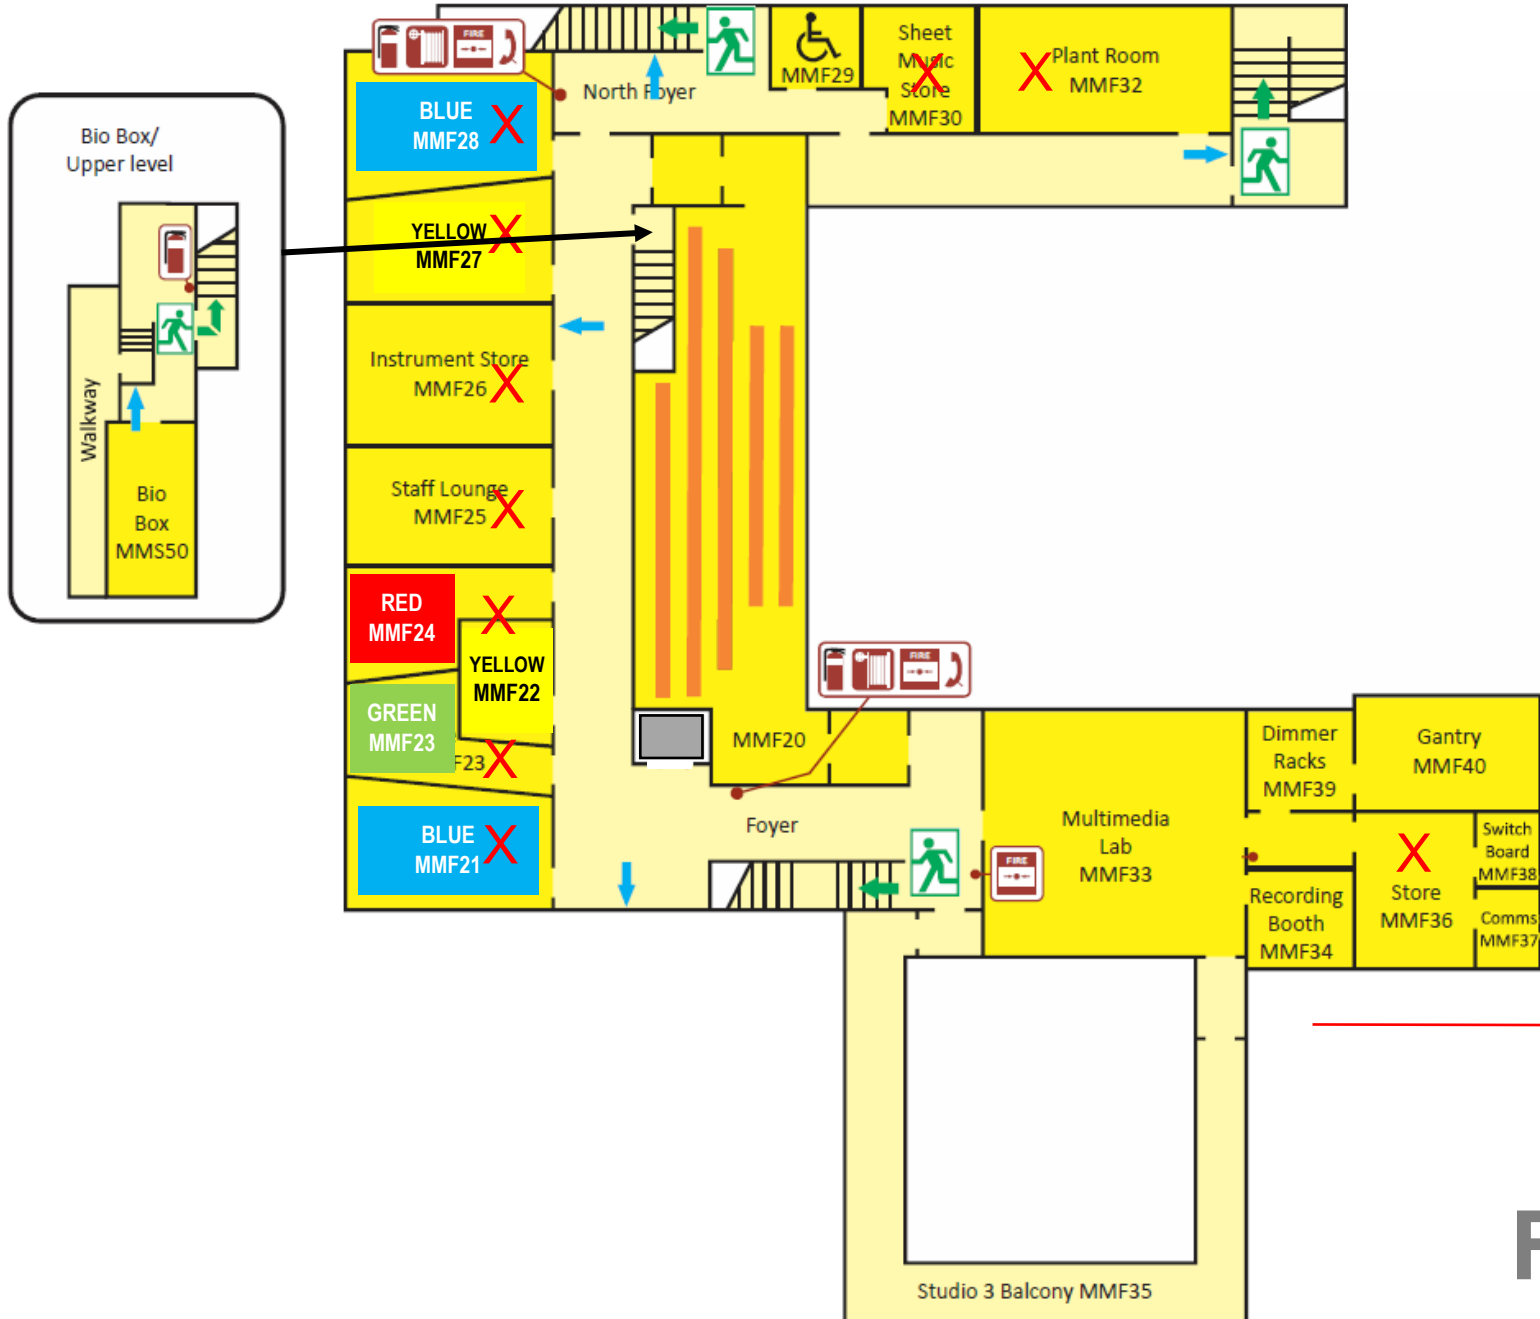 FIRE
North Foyer
MMF29
Sheet
Music
Store
MMF30
X
Plant Room
MMF32
X
BLUE
MMF28
X
Bio Box/
Upper level
YELLOW
MMF27
X
Instrument Store
MMF26
X
Walkway
Bio
Box
MMS50
Staff Lounge
MMF25
X
RED
MMF24
X
YELLOW
MMF22
GREEN
MMF23
F23
X
BLUE
MMF21
X
FIRE
MMF20
Foyer
FIRE
Multimedia
Lab
MMF33
Dimmer
Racks
MMF39
Gantry
MMF40
Recording
Booth
MMF34
X
Store
MMF36
Switch
Board
MMF38
Comms
MMF37
Studio 3 Balcony MMF35
F